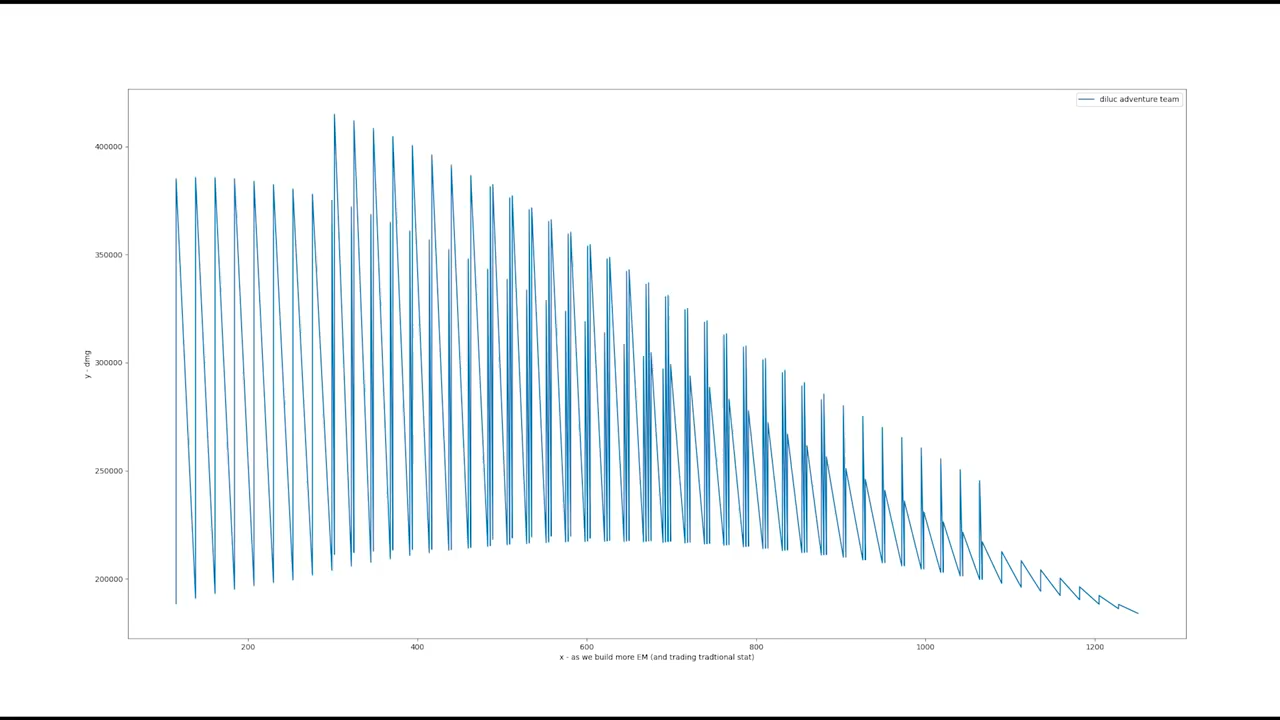 diluc adventure team
400000
350000
300000
250000
200000
y - dmg
200 400 600 800 1000 1200
x - as we build more EM (and trading tradtional stat)